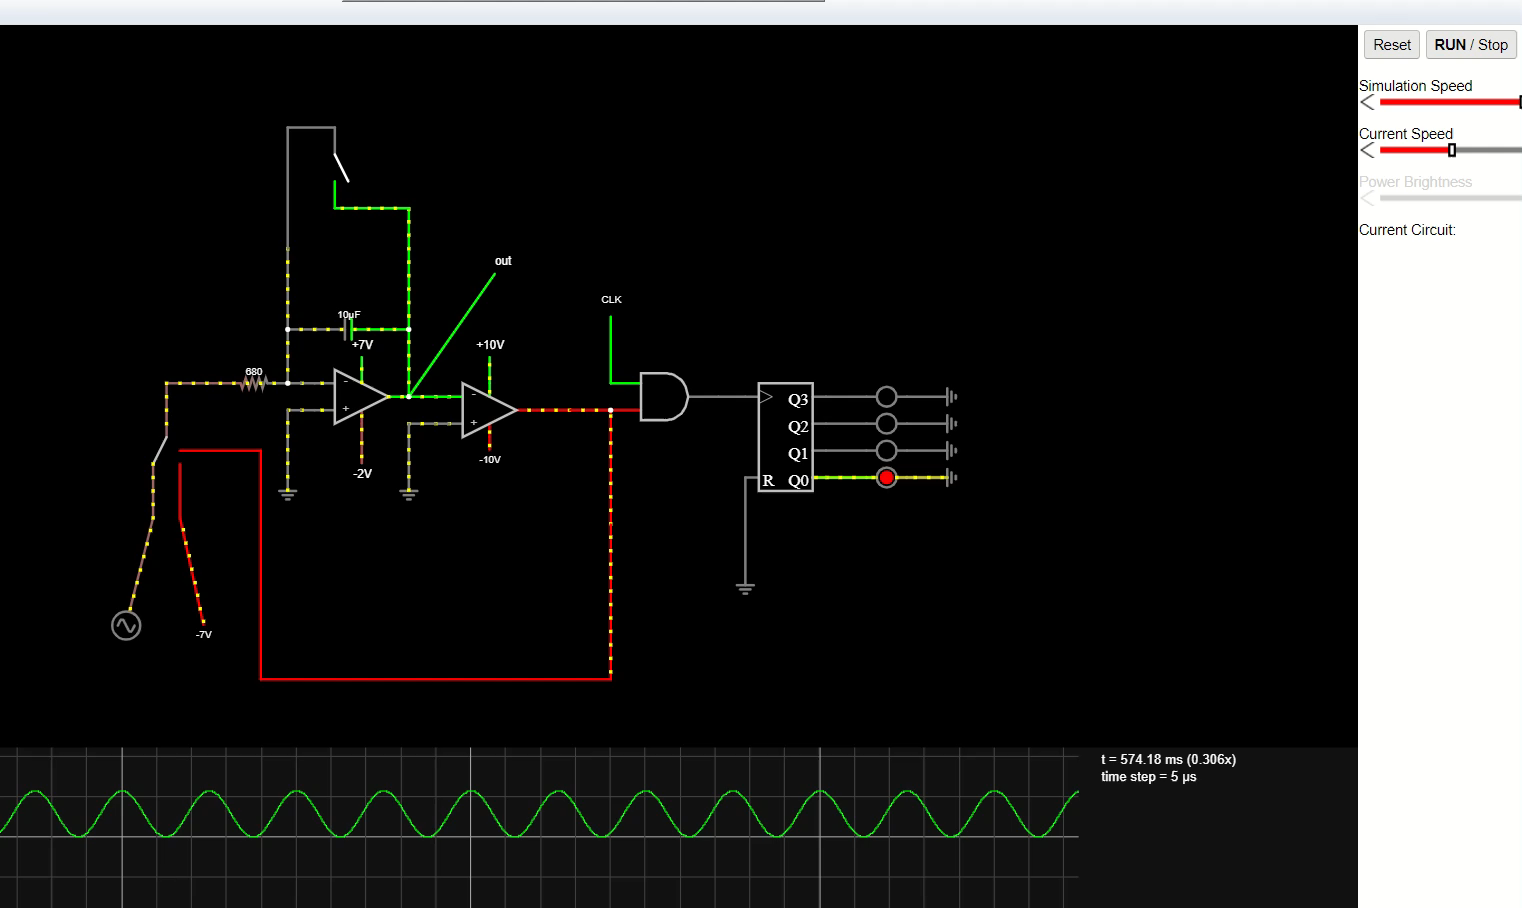 Reset
RUN / Stop
Simulation Speed
Current Speed
Power Brightness
Current Circuit:
out
CLK
10µF
+7V
+10V
680
-
+
-
+
-2V
-10V
-7V
Q3
Q2
Q1
R Q0
t = 574.18 ms (0.306x)
time step = 5 µs